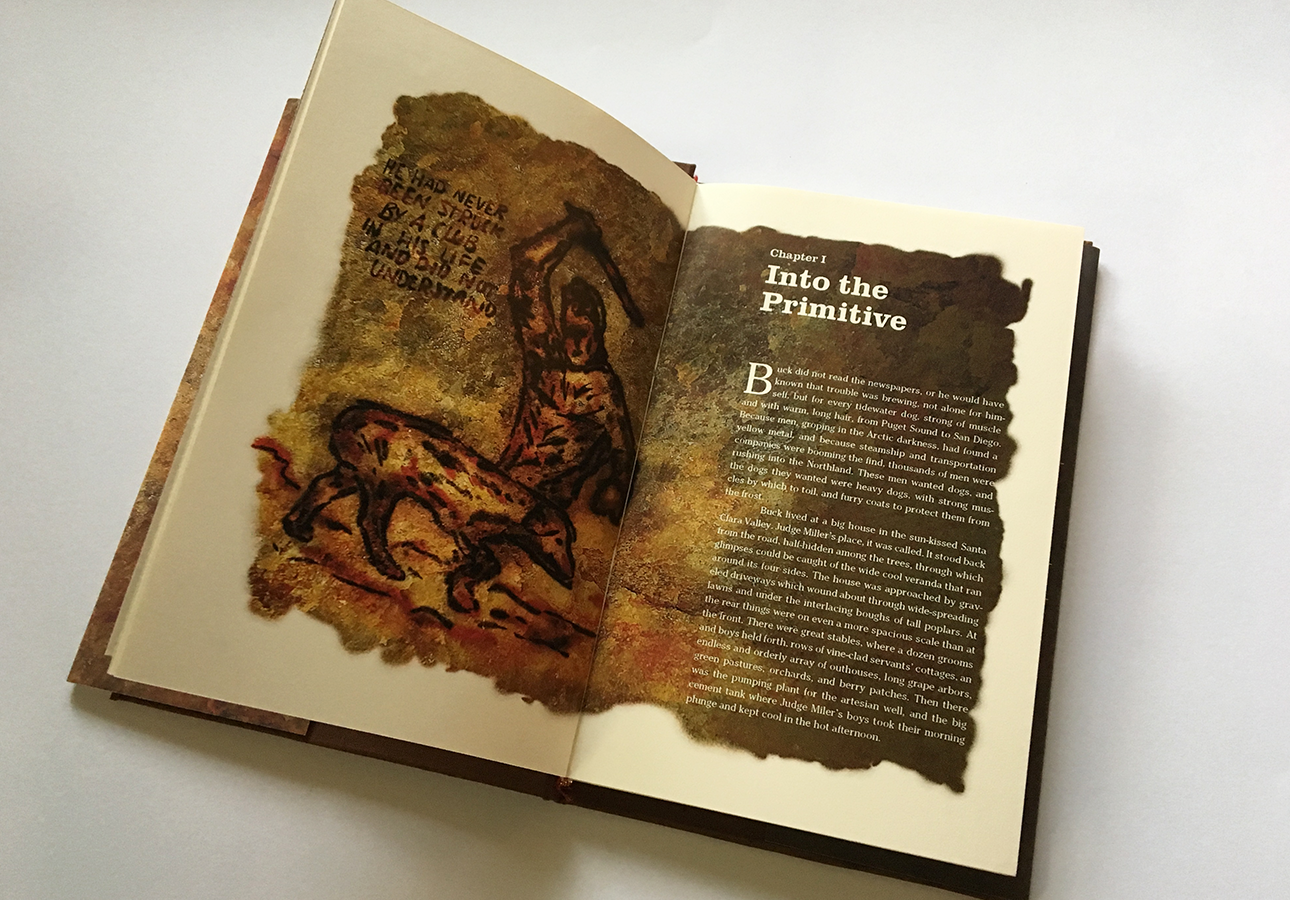 HE HAD NEVER
BEEN STRUCK
BY A CLUB
IN HIS LIFE
AND DID NOT
UNDERSTAND
Chapter I
Into the
Primitive
Buck did not read the newspapers, or he would have
known that trouble was brewing, not alone for him-
self, but for every tidewater dog, strong of muscle
and with warm, long hair, from Puget Sound to San Diego.
Because men, groping in the Arctic darkness, had found a
yellow metal, and because steamship and transportation
companies were booming the find, thousands of men were
rushing into the Northland. These men wanted dogs, and
the dogs they wanted were heavy dogs, with strong mus-
cles by which to toil, and furry coats to protect them from
the frost.
Buck lived at a big house in the sun-kissed Santa
Clara Valley. Judge Miller's place, it was called. It stood back
from the road, half-hidden among the trees, through which
glimpses could be caught of the wide cool veranda that ran
around its four sides. The house was approached by grav-
eled driveways which wound about through wide-spreading
lawns and under the interlacing boughs of tall poplars. At
the rear things were on even a more spacious scale than at
the front. There were great stables, where a dozen grooms
and boys held forth, rows of vine-clad servants' cottages, an
endless and orderly array of outhouses, long grape arbors,
green pastures, orchards, and berry patches. Then there
was the pumping plant for the artesian well, and the big
cement tank where Judge Miler's boys took their morning
plunge and kept cool in the hot afternoon.